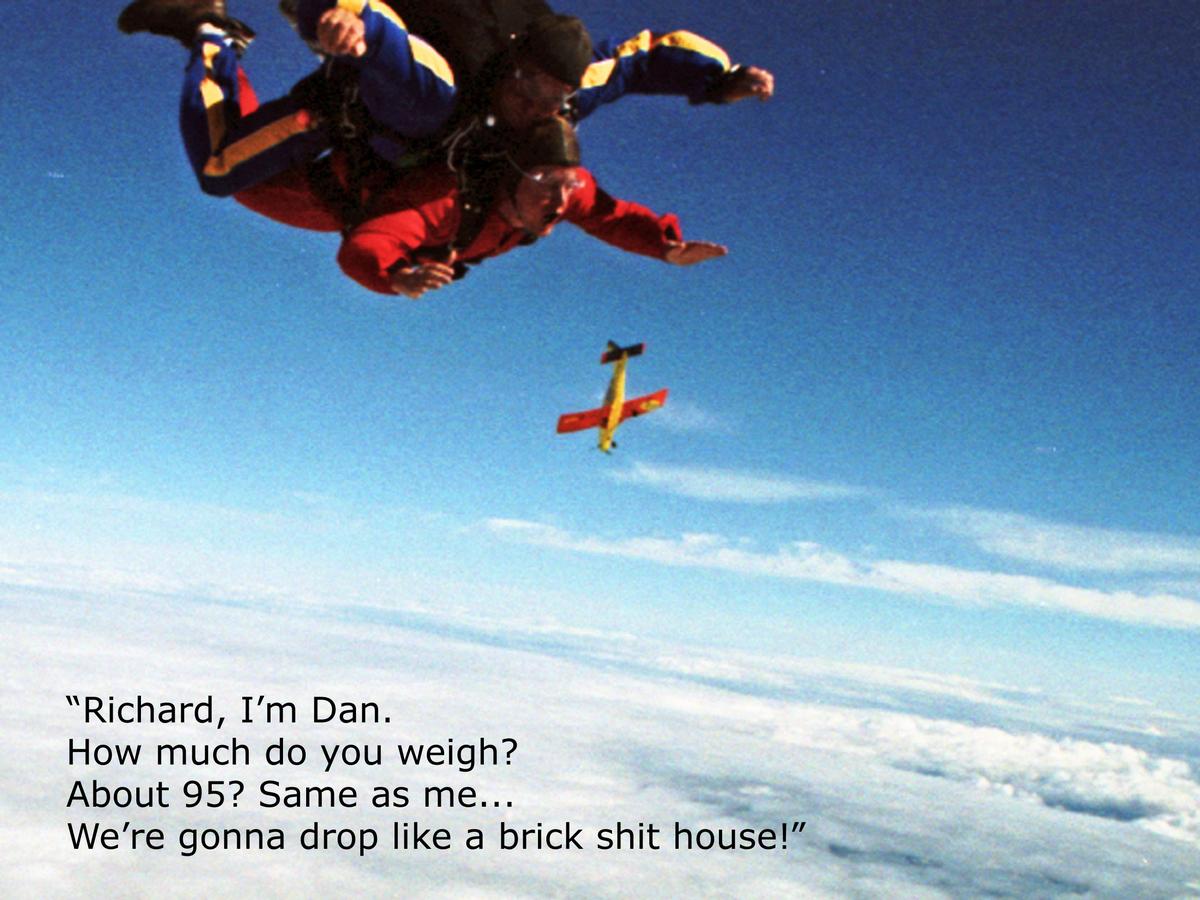 “Richard, I’m Dan.
How much do you weigh?
About 95? Same as me...
We’re gonna drop like a brick shit house!”